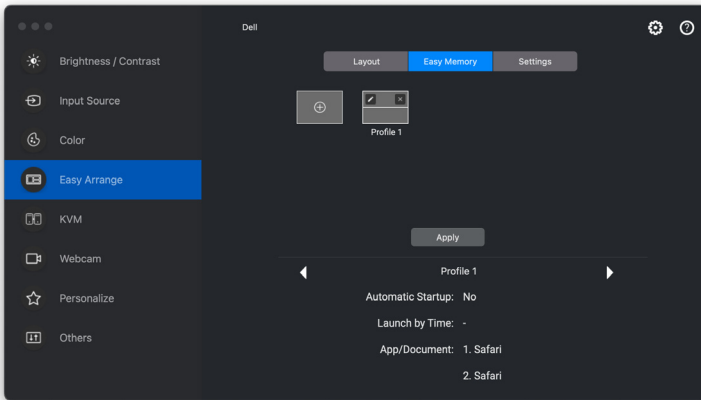 Dell
Brightness / Contrast
Input Source
Color
Easy Arrange
KVM
Webcam
Personalize
Others
Layout Easy Memory Settings
Profile 1
Apply
Profile 1
Automatic Startup: No
Launch by Time: -
App/Document: 1. Safari
2. Safari